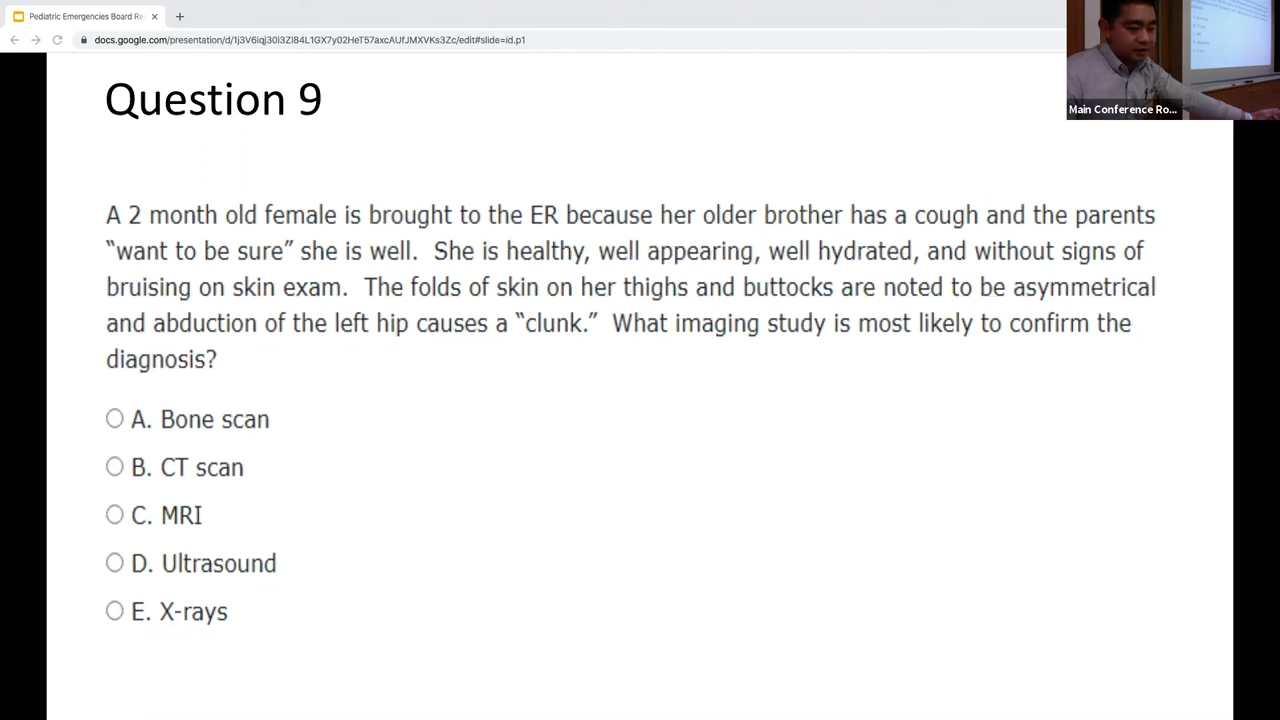 Pediatric Emergencies Board Re
docs.google.com/presentation/d/1j3V6iqj30i3ZI84L1GX7y02HeT57axcAUfJMXVKs3Zc/edit#slide=id.p1
Main Conference Ro...
Question 9
A 2 month old female is brought to the ER because her older brother has a cough and the parents
“want to be sure” she is well. She is healthy, well appearing, well hydrated, and without signs of
bruising on skin exam. The folds of skin on her thighs and buttocks are noted to be asymmetrical
and abduction of the left hip causes a “clunk.” What imaging study is most likely to confirm the
diagnosis?
A. Bone scan
B. CT scan
C. MRI
D. Ultrasound
E. X-rays